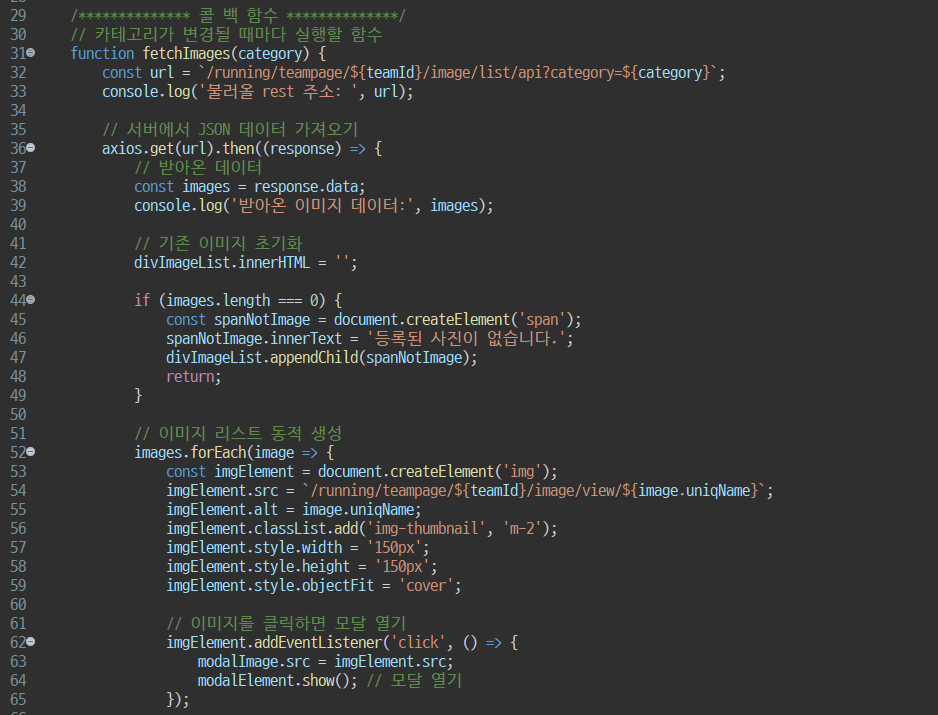 29 /************** 콜 백 함수 **************/
30 // 카테고리가 변경될 때마다 실행할 함수
31 function fetchImages(category) {
32 const url = `/running/teampage/${teamId}/image/list/api?category=${category}`;
33 console.log('불러올 rest 주소: ', url);
34
35 // 서버에서 JSON 데이터 가져오기
36 axios.get(url).then((response) => {
37 // 받아온 데이터
38 const images = response.data;
39 console.log('받아온 이미지 데이터:', images);
40
41 // 기존 이미지 초기화
42 divImageList.innerHTML = '';
43
44 if (images.length === 0) {
45 const spanNotImage = document.createElement('span');
46 spanNotImage.innerText = '등록된 사진이 없습니다.';
47 divImageList.appendChild(spanNotImage);
48 return;
49 }
50
51 // 이미지 리스트 동적 생성
52 images.forEach(image => {
53 const imgElement = document.createElement('img');
54 imgElement.src = `/running/teampage/${teamId}/image/view/${image.uniqName}`;
55 imgElement.alt = image.uniqName;
56 imgElement.classList.add('img-thumbnail', 'm-2');
57 imgElement.style.width = '150px';
58 imgElement.style.height = '150px';
59 imgElement.style.objectFit = 'cover';
60
61 // 이미지를 클릭하면 모달 열기
62 imgElement.addEventListener('click', () => {
63 modalImage.src = imgElement.src;
64 modalElement.show(); // 모달 열기
65 });